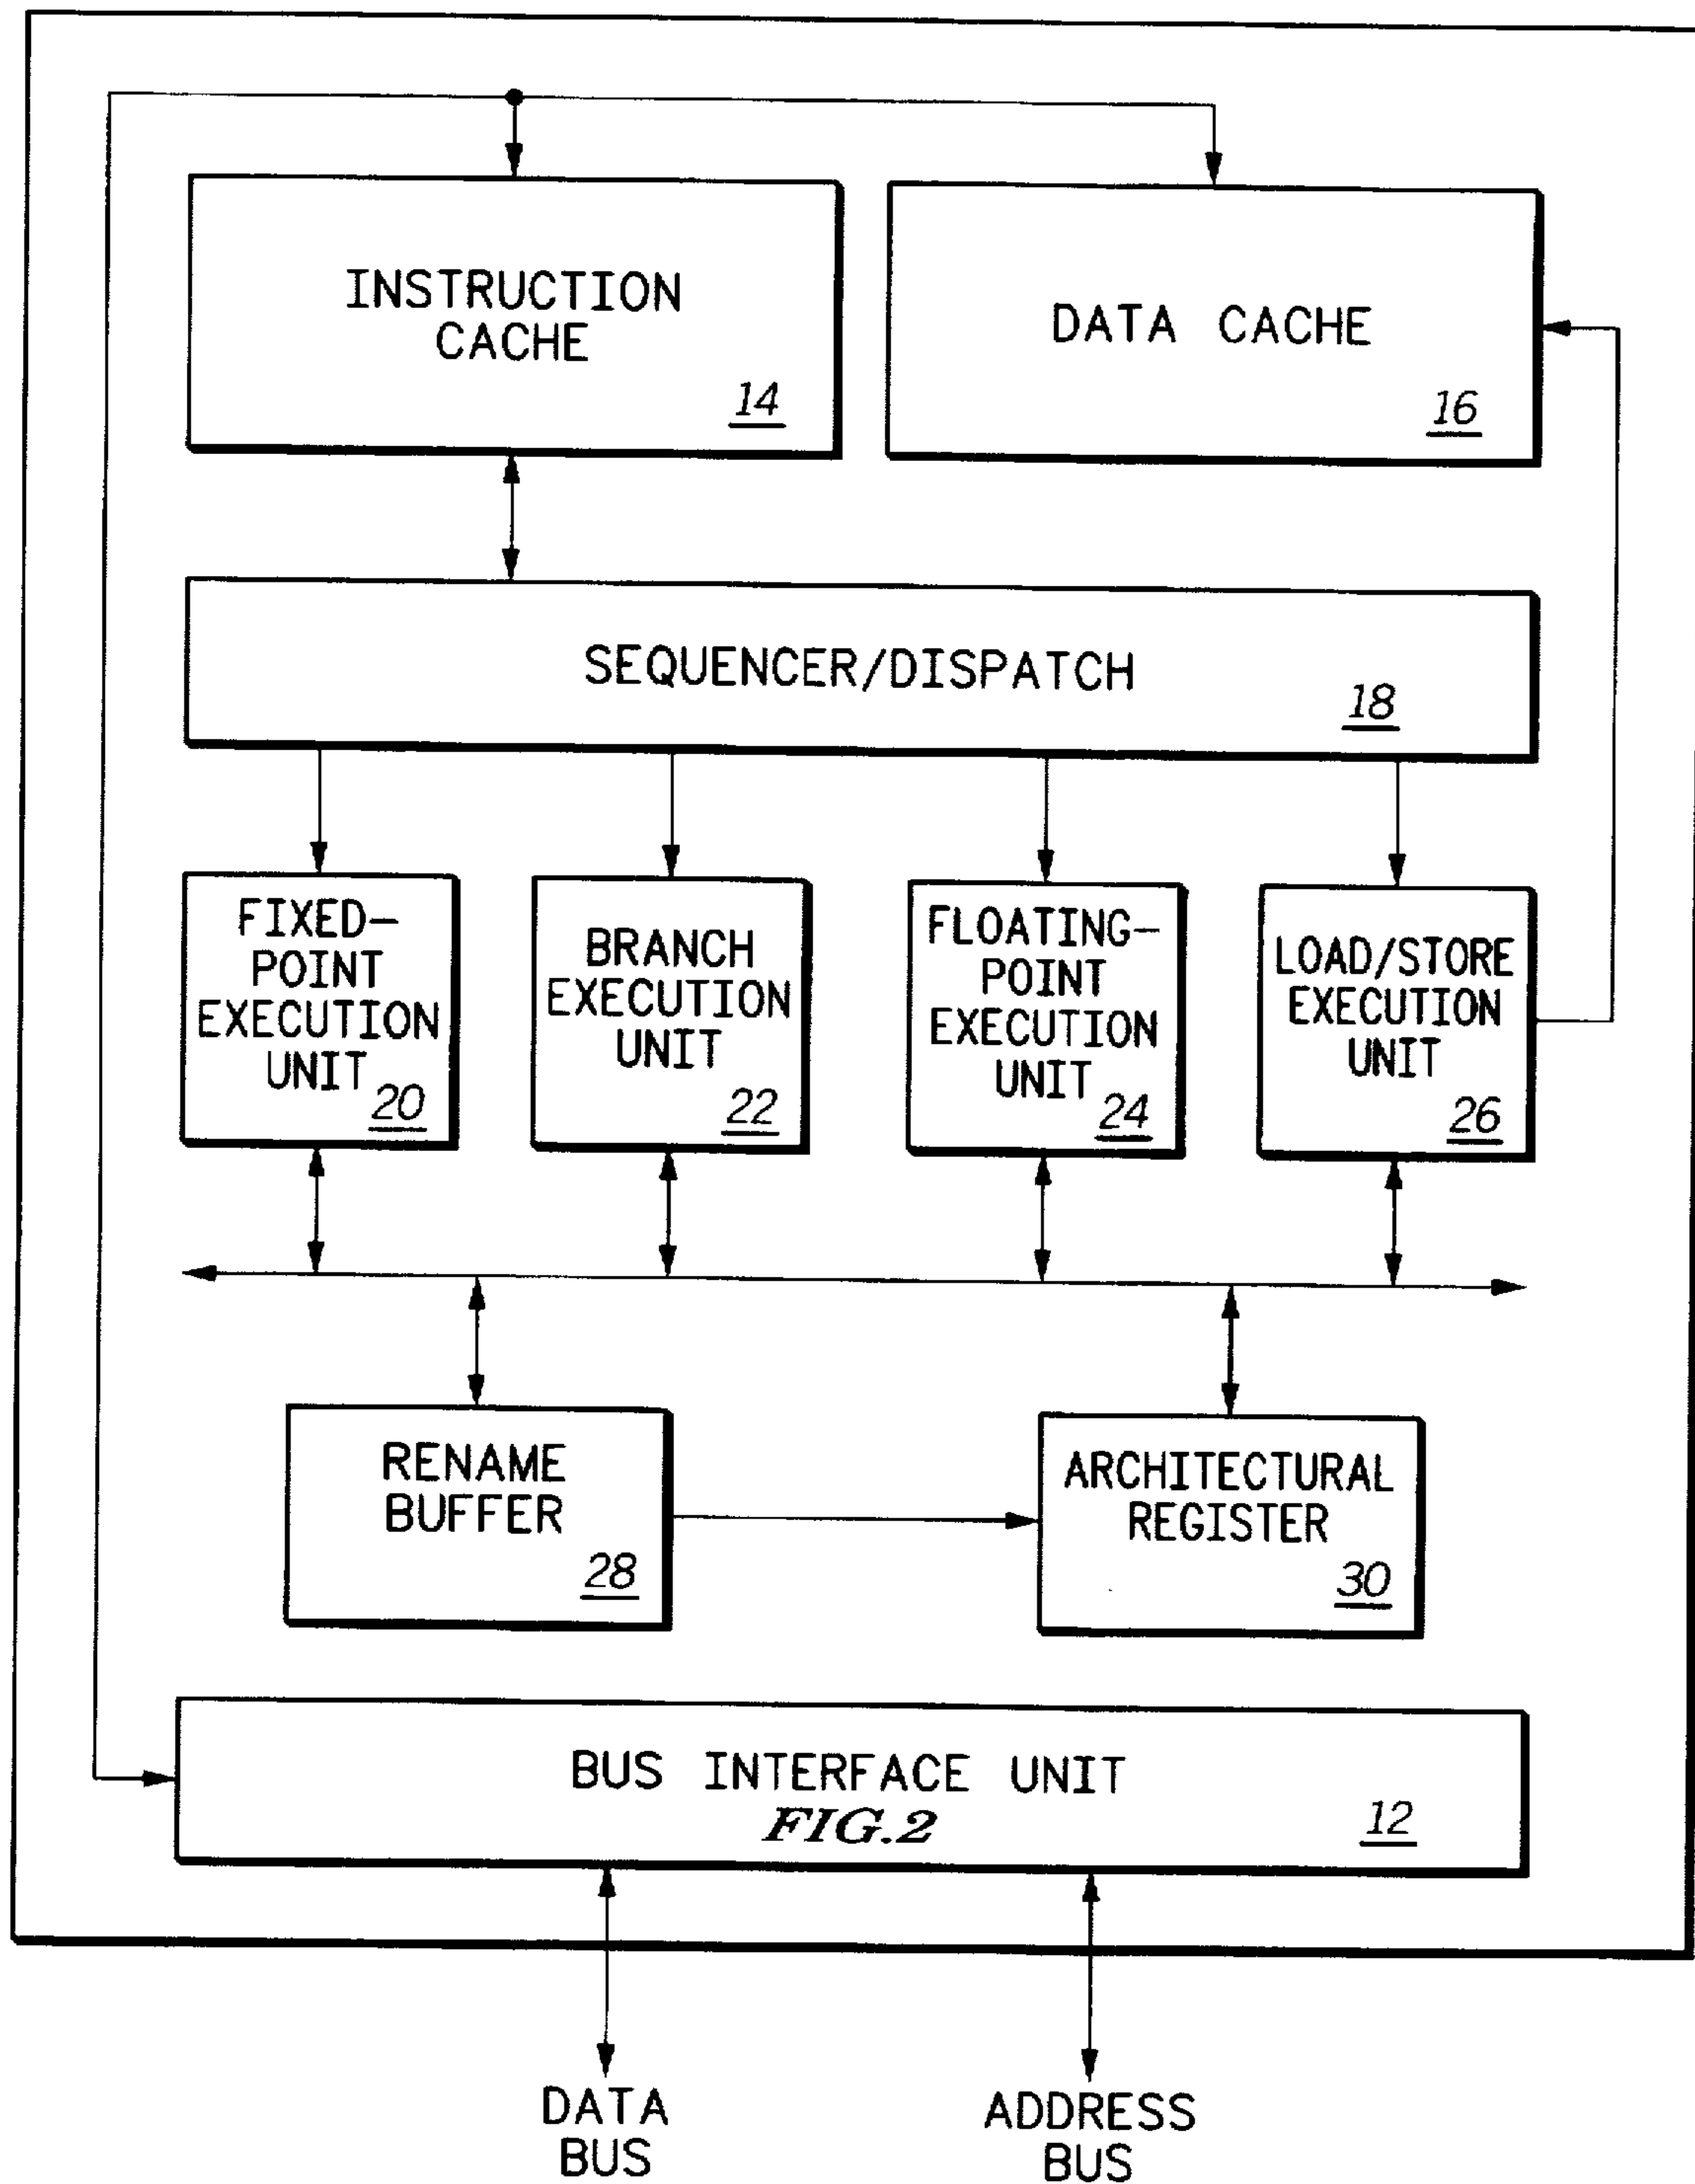 INSTRUCTION
CACHE
14
DATA CACHE
16
SEQUENCER/DISPATCH
18
FIXED-
POINT
EXECUTION
UNIT
20
BRANCH
EXECUTION
UNIT
22
FLOATING-
POINT
EXECUTION
UNIT
24
LOAD/STORE
EXECUTION
UNIT
26
RENAME
BUFFER
28
ARCHITECTURAL
REGISTER
30
BUS INTERFACE UNIT
FIG.2
12
DATA
BUS
ADDRESS
BUS